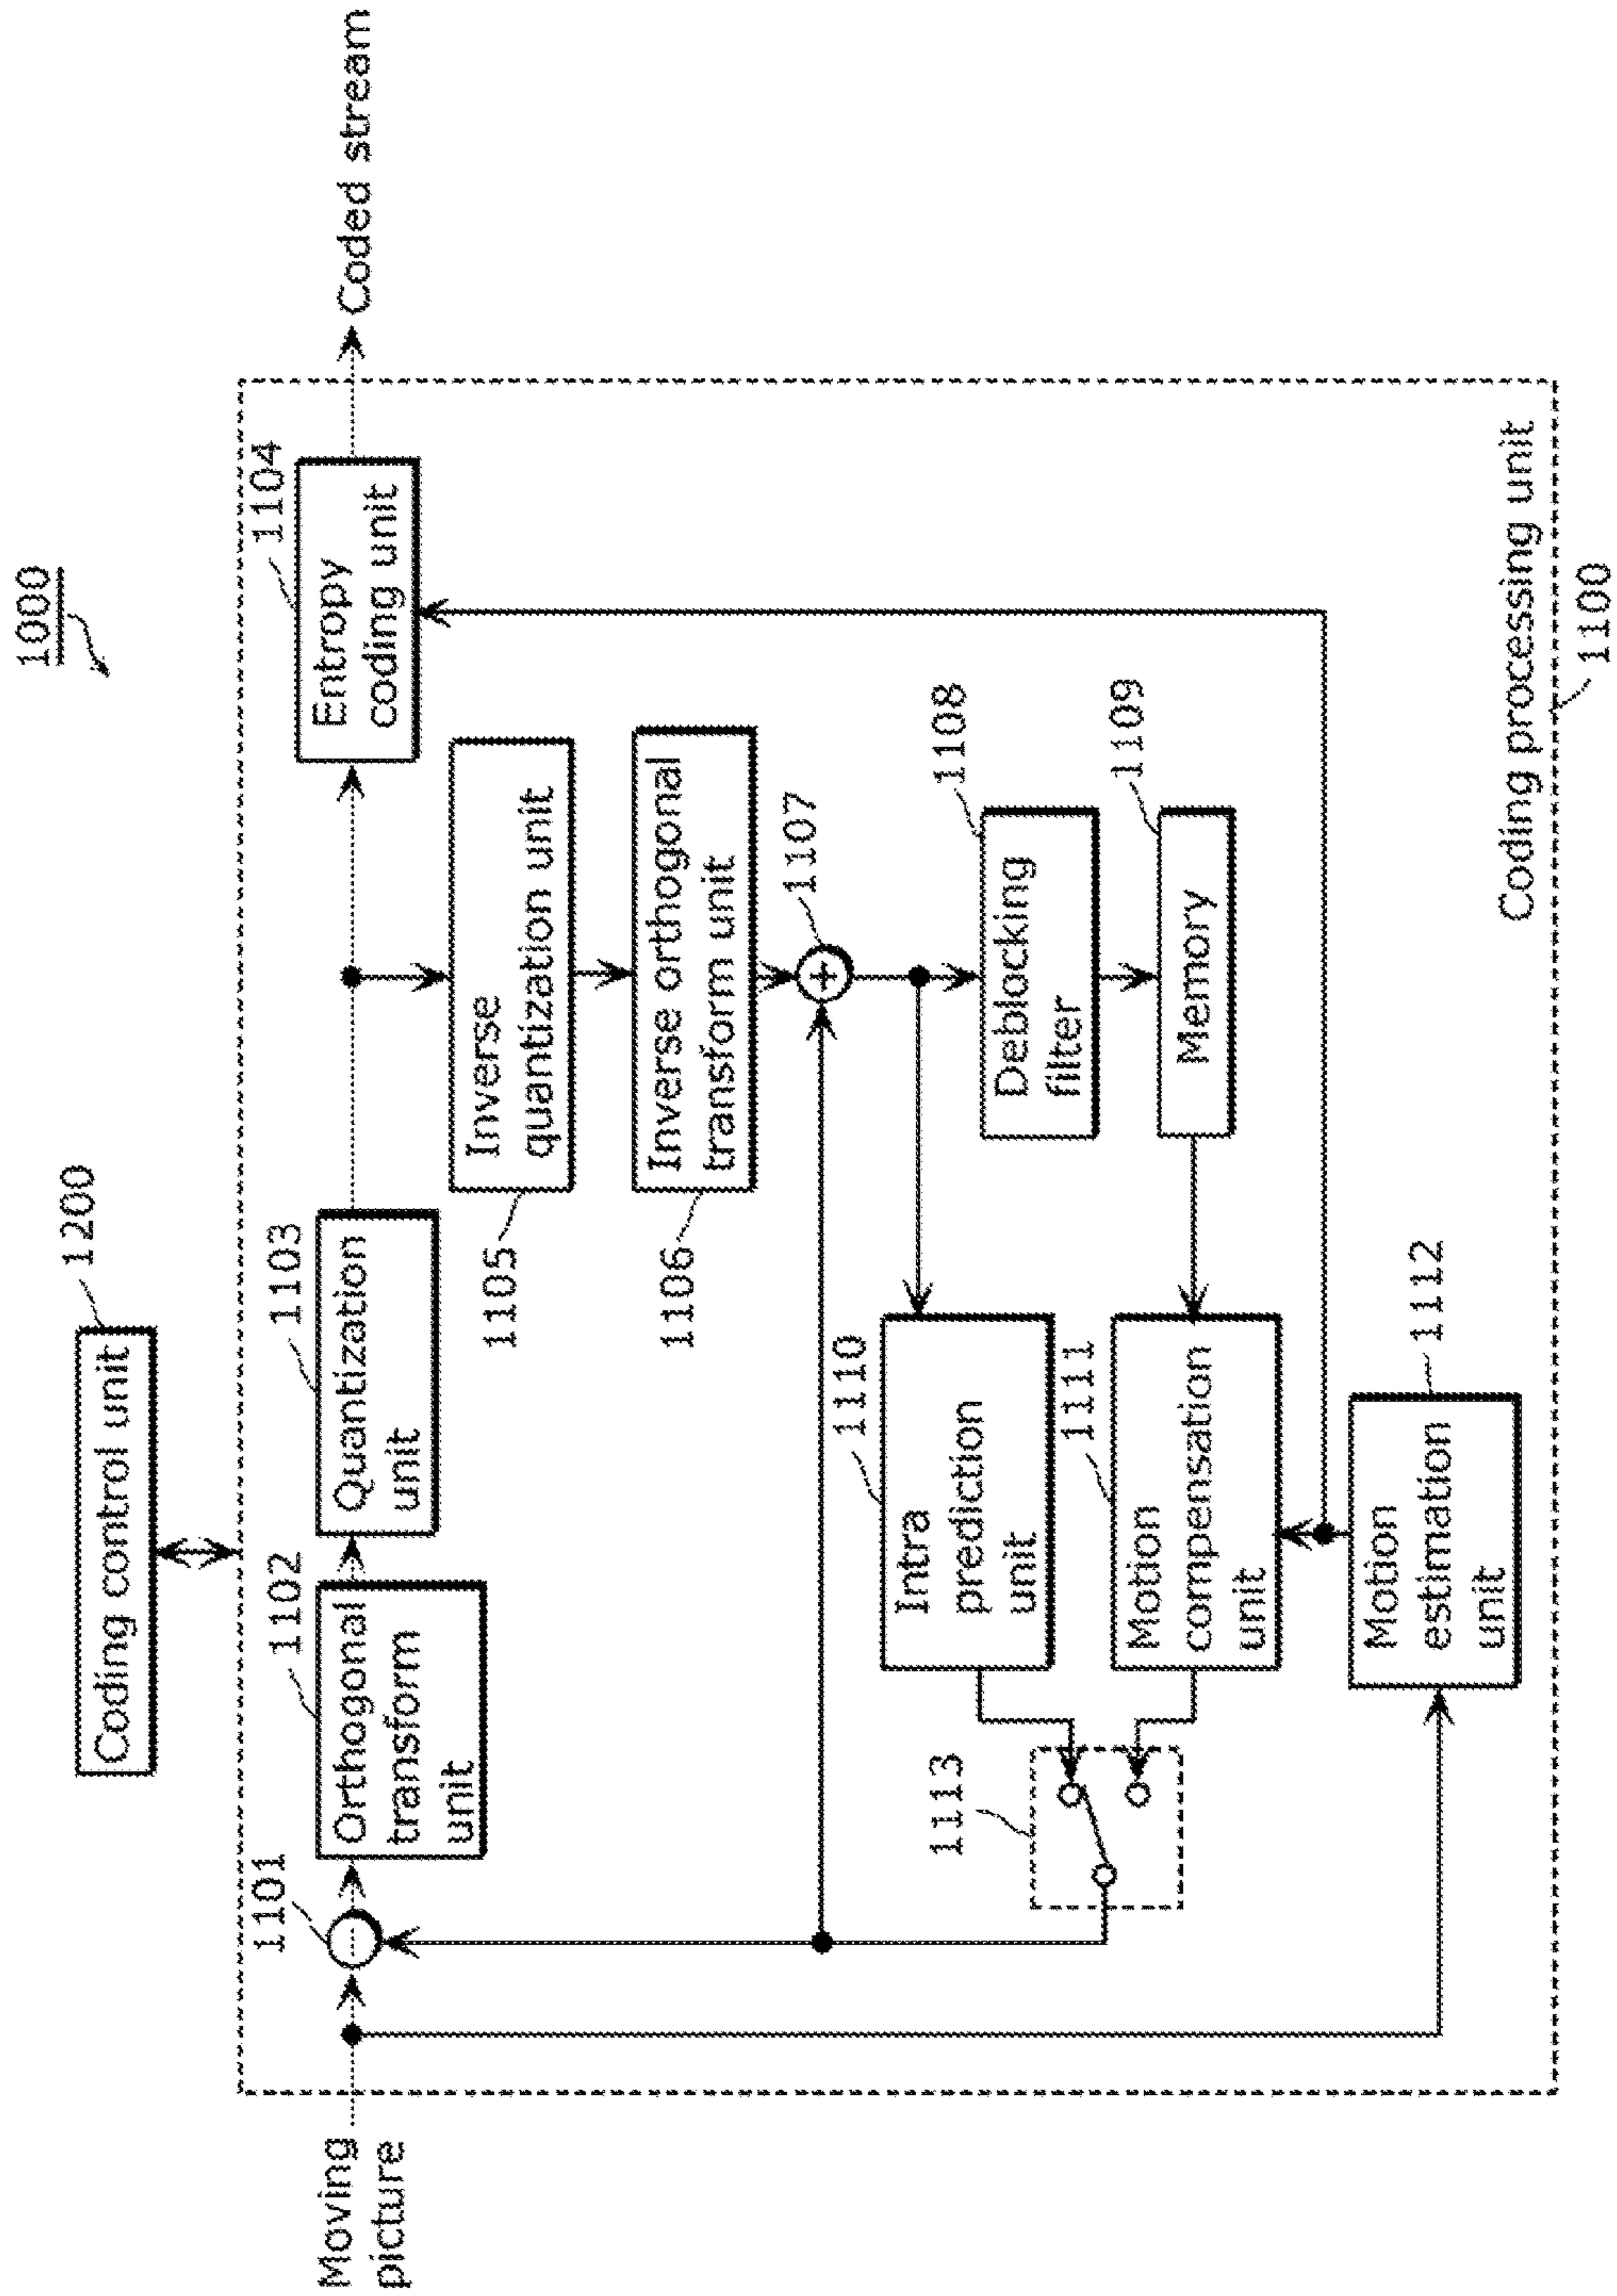 1000
Coding control unit
1200
Moving
picture
1101
Orthogonal
transform
unit
1102
Quantization
unit
1103
Entropy
coding unit
1104
Coded stream
Inverse
quantization unit
1105
Inverse orthogonal
transform unit
1106
1107
Deblocking
filter
1108
Memory
1109
Intra
prediction
unit
1110
Motion
compensation
unit
1111
Motion
estimation
unit
1112
1113
Coding processing unit
1100